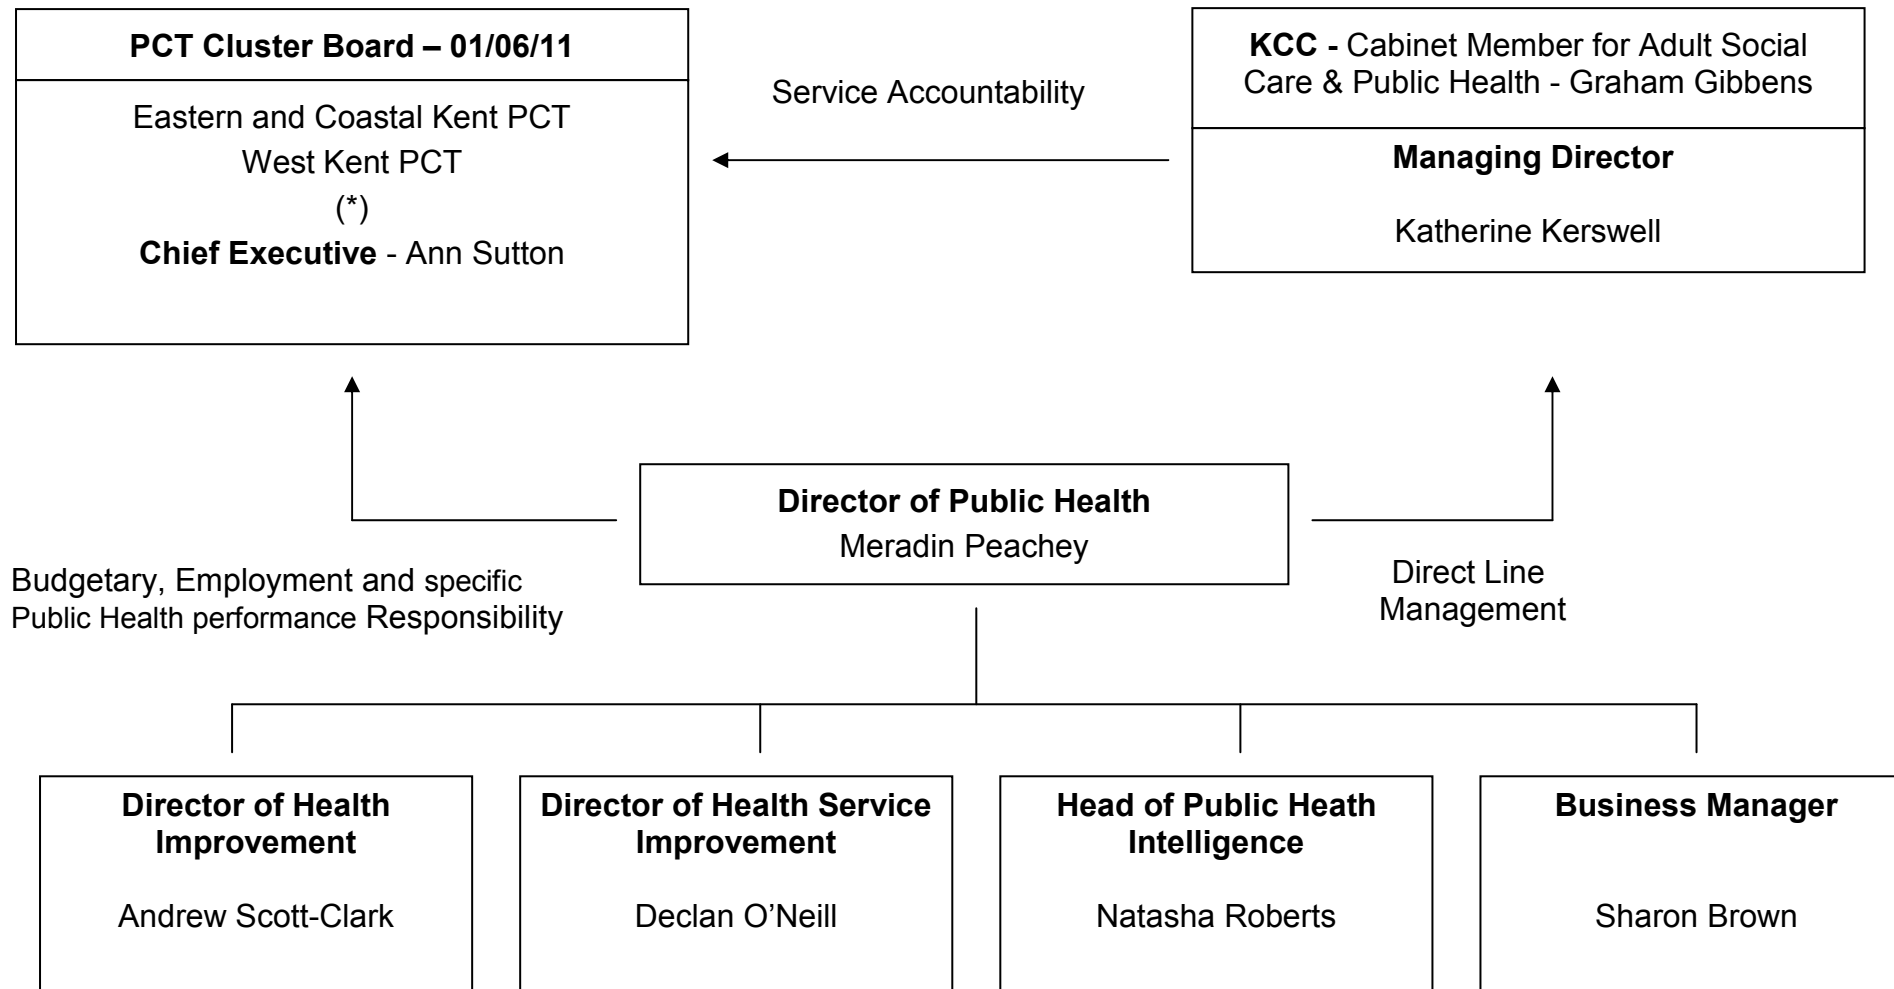 PCT Cluster Board – 01/06/11
Eastern and Coastal Kent PCT
West Kent PCT
(*)
Chief Executive - Ann Sutton
Service Accountability
KCC - Cabinet Member for Adult Social
Care & Public Health - Graham Gibbens
Managing Director
Katherine Kerswell
Director of Public Health
Meradin Peachey
Budgetary, Employment and specific
Public Health performance Responsibility
Direct Line
Management
Director of Health
Improvement
Andrew Scott-Clark
Director of Health Service
Improvement
Declan O’Neill
Head of Public Heath
Intelligence
Natasha Roberts
Business Manager
Sharon Brown